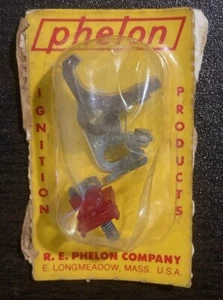 phelon
IGNITION
PRODUCTS
R. E. PHELON COMPANY
E. LONGMEADOW, MASS. U.S.A.